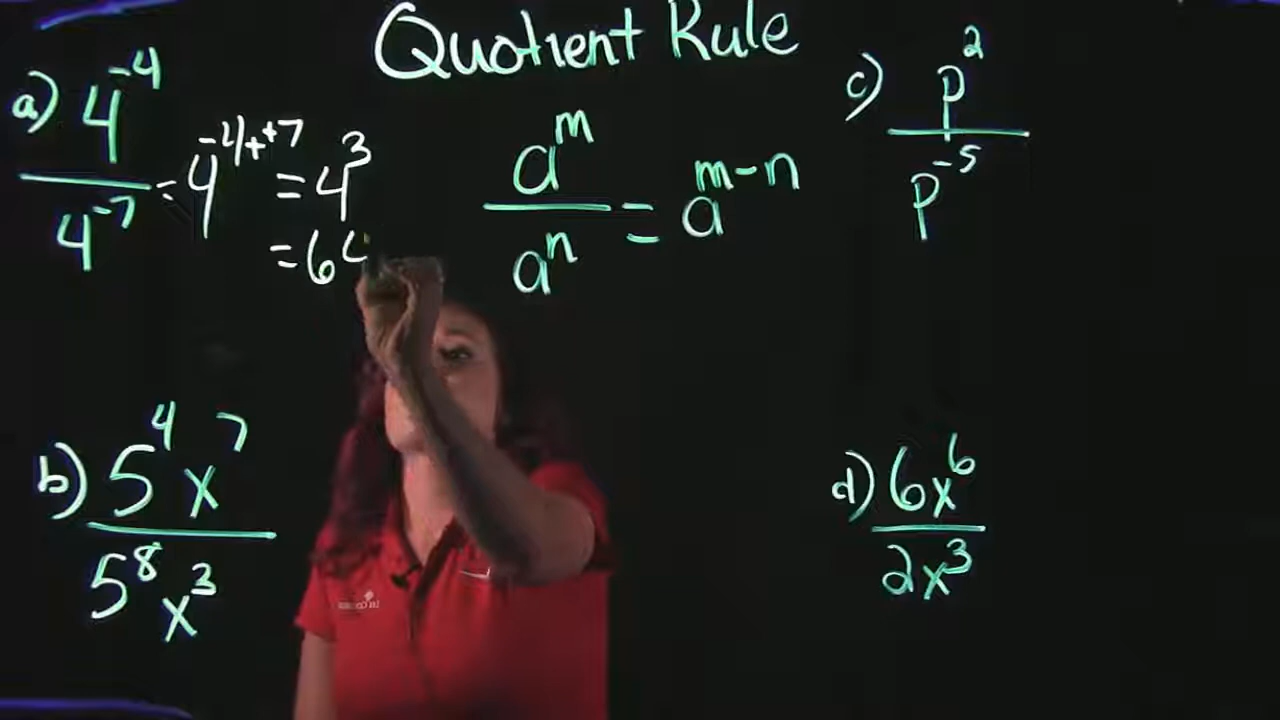 Quotient Rule
a) 4^-4 / 4^-7 = 4^-4++7 = 4^3
= 64
a^m / a^n = a^m-n
c) p^2 / p^-5
b) 5^4 x^7 / 5^8 x^3
d) 6x^6 / 2x^3